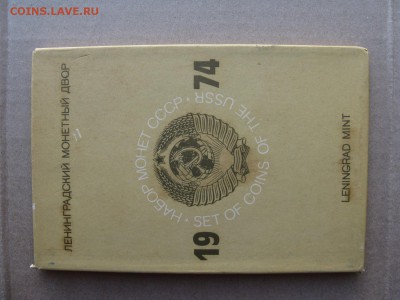 COINS.LAVE.RU
ЛЕНИНГРАДСКИЙ МОНЕТНЫЙ ДВОР
НАБОР МОНЕТ СССР • SET OF COINS OF THE USSR •
19 74
LENINGRAD MINT